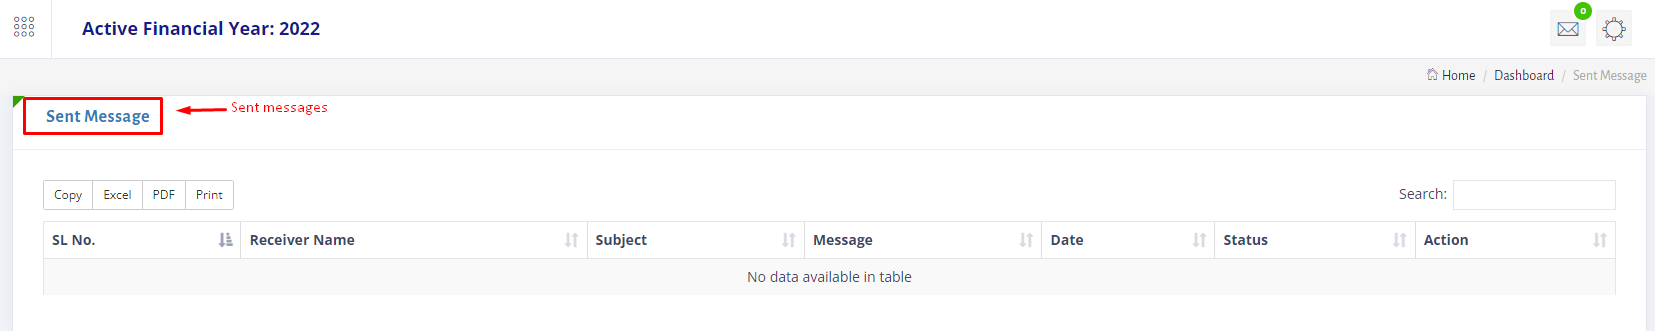 Active Financial Year: 2022
0
Home / Dashboard / Sent Message
Sent Message
Sent messages
Copy Excel PDF Print
Search:
SL No. Receiver Name Subject Message Date Status Action
No data available in table